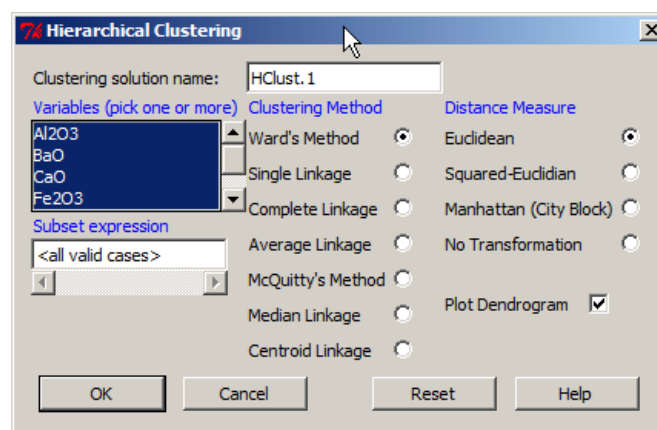 Hierarchical Clustering
Clustering solution name: HClust.1
Variables (pick one or more) Clustering Method Distance Measure
Al2O3
BaO
CaO
Fe2O3
Subset expression
<all valid cases>
Ward's Method
Single Linkage
Complete Linkage
Average Linkage
McQuitty's Method
Median Linkage
Centroid Linkage
Euclidean
Squared-Euclidian
Manhattan (City Block)
No Transformation
Plot Dendrogram
OK Cancel Reset Help